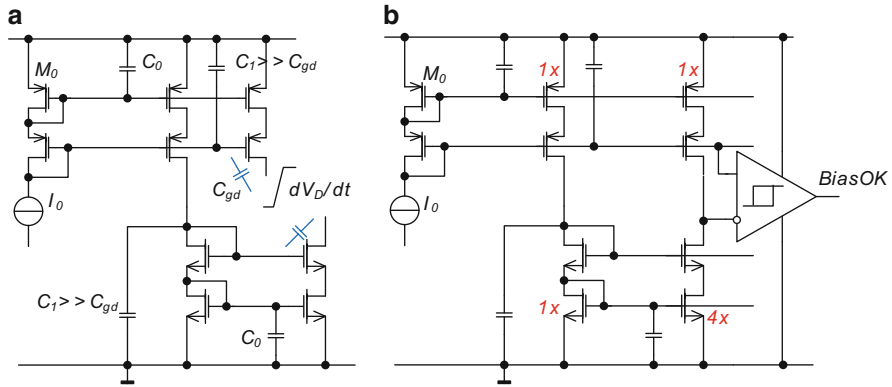 a
C0
C1>> Cgd
M0
Cgd
dVD/dt
I0
C1>> Cgd
C0
b
1x
1x
M0
BiasOK
I0
1x
4x